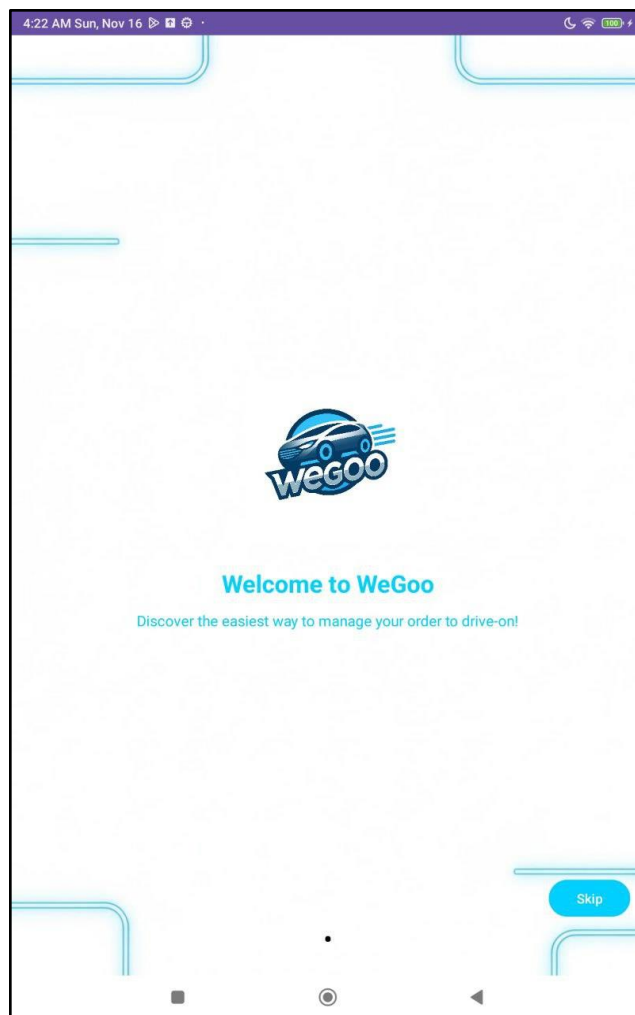 4:22 AM Sun, Nov 16
100
WeGOO
Welcome to WeGoo
Discover the easiest way to manage your order to drive-on!
Skip